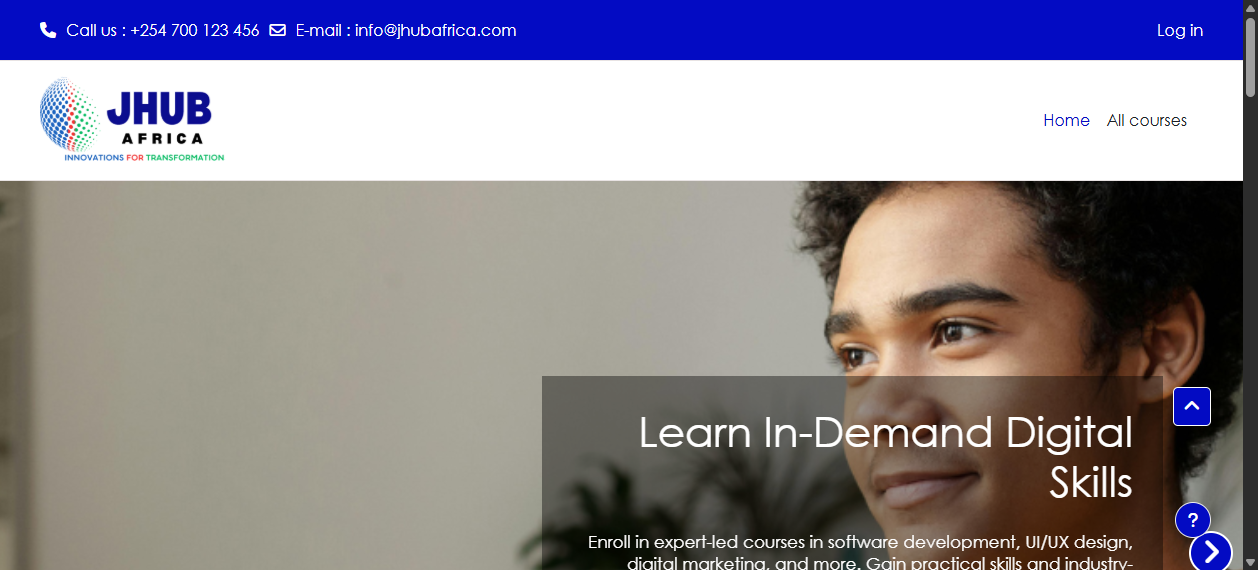 Call us : +254 700 123 456 E-mail : info@jhubafrica.com Log in
JHUB
AFRICA
INNOVATIONS FOR TRANSFORMATION
Home All courses
Learn In-Demand Digital
Skills
Enroll in expert-led courses in software development, UI/UX design,
digital marketing, and more. Gain practical skills and industry-
?